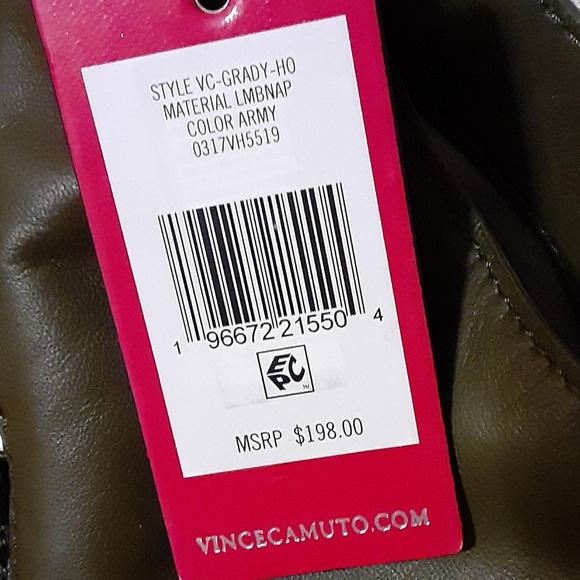 STYLE VC-GRADY-HO
MATERIAL LMBNAP
COLOR ARMY
0317VH5519
1 96672 21550 4
EPC
TM
MSRP $198.00
VINCECAMUTO.COM